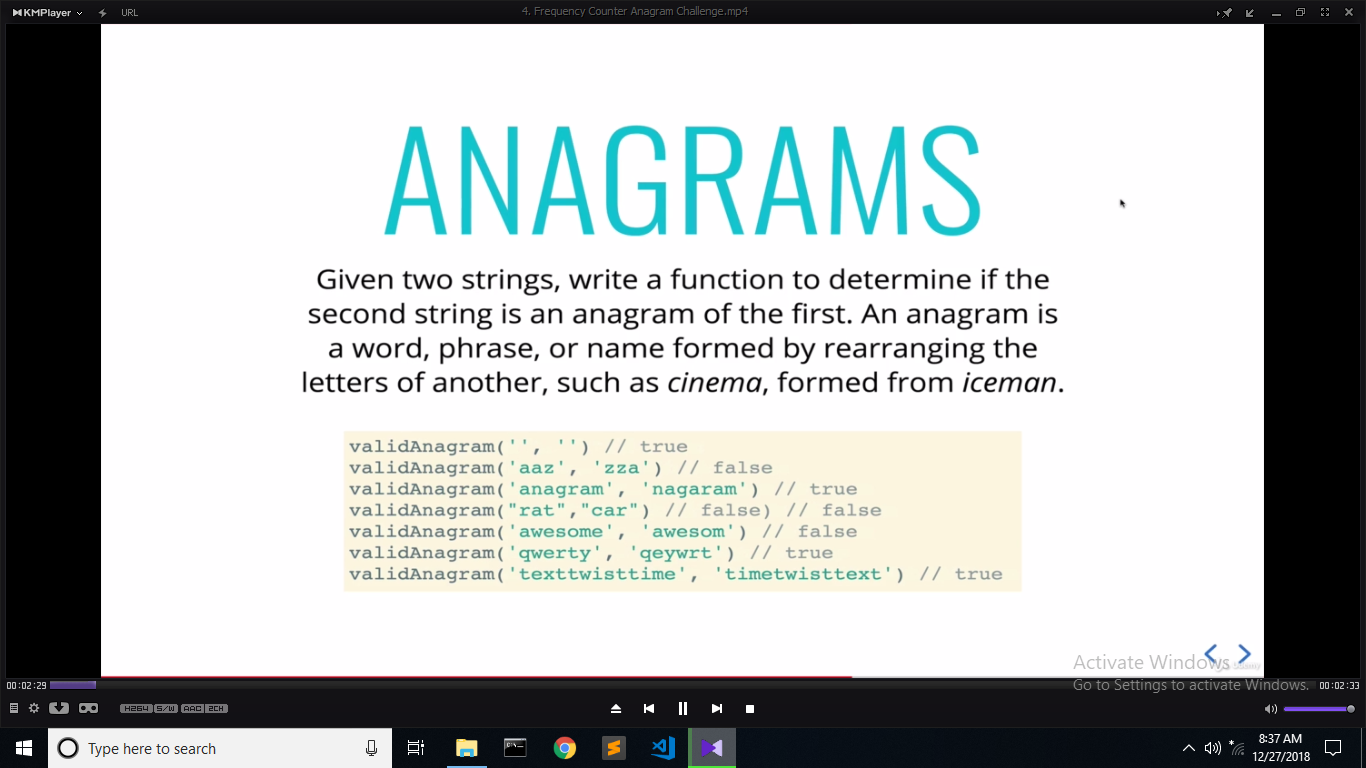 KMPlayer URL 4. Frequency Counter Anagram Challenge.mp4
ANAGRAMS
Given two strings, write a function to determine if the
second string is an anagram of the first. An anagram is
a word, phrase, or name formed by rearranging the
letters of another, such as cinema, formed from iceman.
validAnagram('', '') // true
validAnagram('aaz', 'zza') // false
validAnagram('anagram', 'nagaram') // true
validAnagram("rat","car") // false) // false
validAnagram('awesome', 'awesom') // false
validAnagram('qwerty', 'qeywrt') // true
validAnagram('texttwisttime', 'timetwisttext') // true
Activate Windows
Go to Settings to activate Windows.
00:02:29 00:02:33
H264 S/W AAC 2CH
Type here to search
8:37 AM
12/27/2018